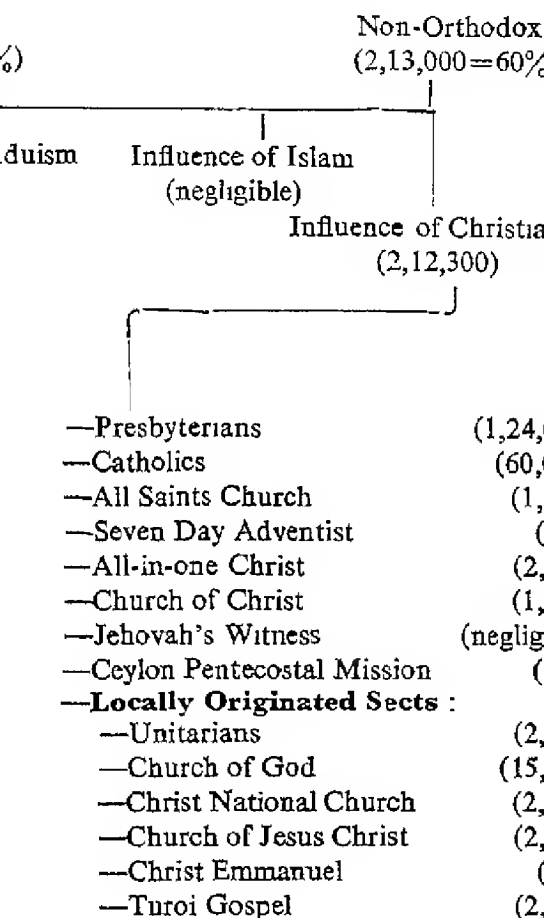 Non-Orthodox
%) (2,13,000=60%
duism Influence of Islam
(negligible)
Influence of Christia
(2,12,300)
—Presbyterians (1,24,
—Catholics (60,
—All Saints Church (1,
—Seven Day Adventist (
—All-in-one Christ (2,
—Church of Christ (1,
—Jehovah's Witness (neglig
—Ceylon Pentecostal Mission (
—Locally Originated Sects :
—Unitarians (2,
—Church of God (15,
—Christ National Church (2,
—Church of Jesus Christ (2,
—Christ Emmanuel (
—Turoi Gospel (2,